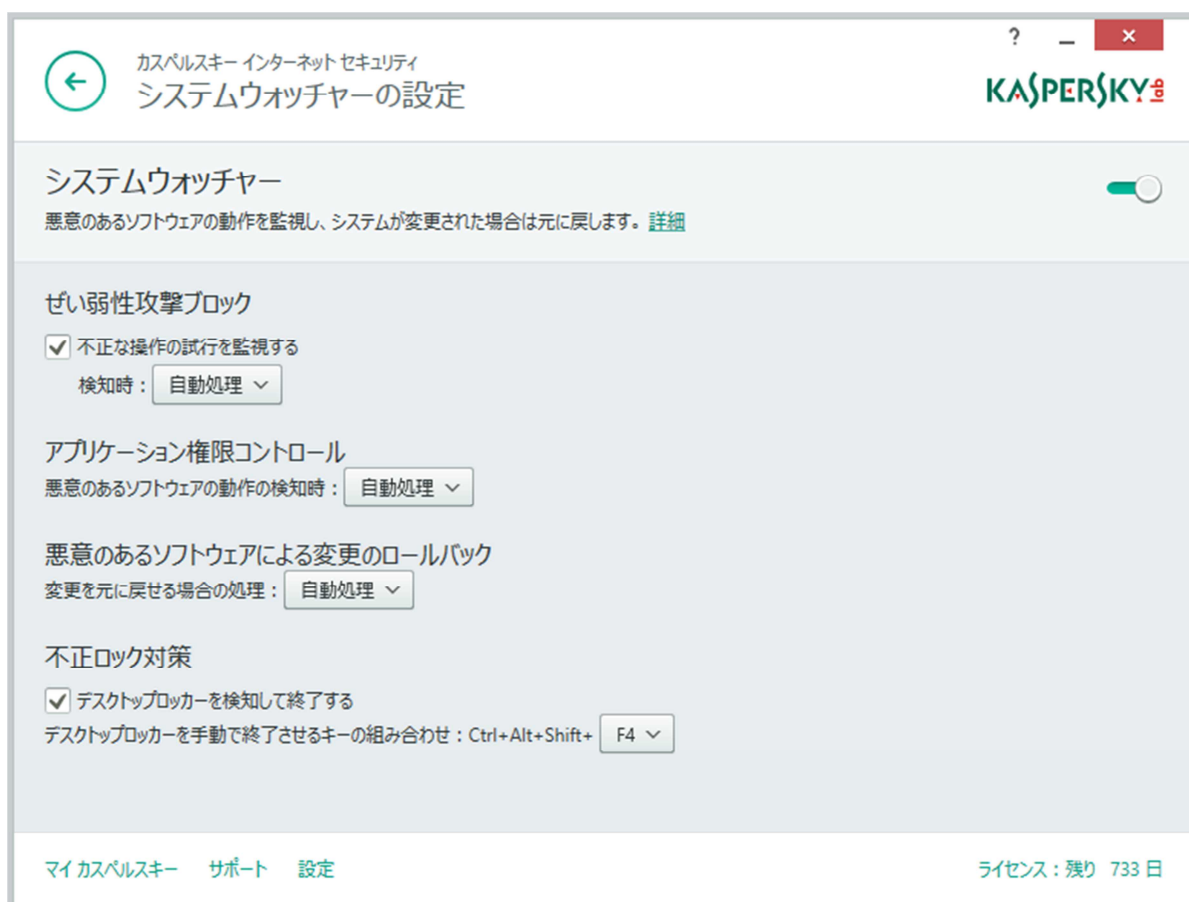 ? _ ×
カスペルスキー インターネット セキュリティ
システムウォッチャーの設定
KASPERSKY lab
システムウォッチャー
悪意のあるソフトウェアの動作を監視し、システムが変更された場合は元に戻します。 詳細
ぜい弱性攻撃ブロック
不正な操作の試行を監視する
検知時： 自動処理
アプリケーション権限コントロール
悪意のあるソフトウェアの動作の検知時： 自動処理
悪意のあるソフトウェアによる変更のロールバック
変更を元に戻せる場合の処理： 自動処理
不正ロック対策
デスクトップロッカーを検知して終了する
デスクトップロッカーを手動で終了させるキーの組み合わせ：Ctrl+Alt+Shift+ F4
マイ カスペルスキー サポート 設定 ライセンス：残り 733 日